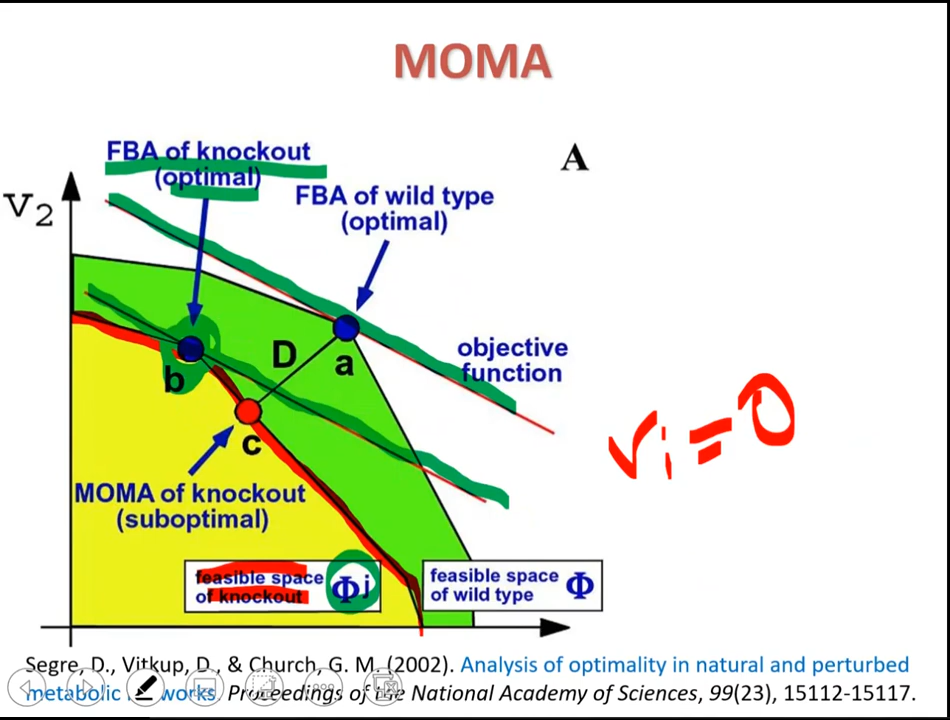 MOMA
FBA of knockout
(optimal)
A
FBA of wild type
(optimal)
V2
objective
function
D
a
b
c
vi=0
MOMA of knockout
(suboptimal)
feasible space
of knockout
Φj
feasible space
of wild type
Φ
Segre, D., Vitkup, D., & Church, G. M. (2002). Analysis of optimality in natural and perturbed
metabolic works. Proceedings of the National Academy of Sciences, 99(23), 15112-15117.